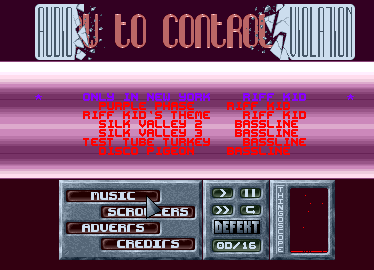 AUDIO U to control VIOLATION
* ONLY IN NEW YORK RIFF KID *
PURPLE PHASE RIFF KID
RIFF KID'S THEME RIFF KID
SILK VALLEY 2 BASSLINE
SILK VALLEY 3 BASSLINE
TEST TUBE TURKEY BASSLINE
DISCO PIGEON BASSLINE
MUSIC
SCROLLERS
ADVERTS
CREDITS
DEFEKT
00/16
THINGOSCOPE